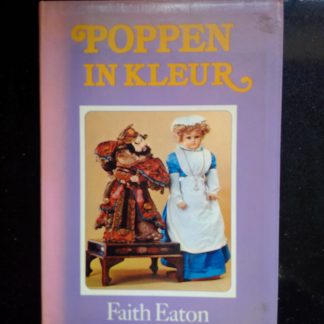 POPPEN
IN KLEUR
Faith Eaton